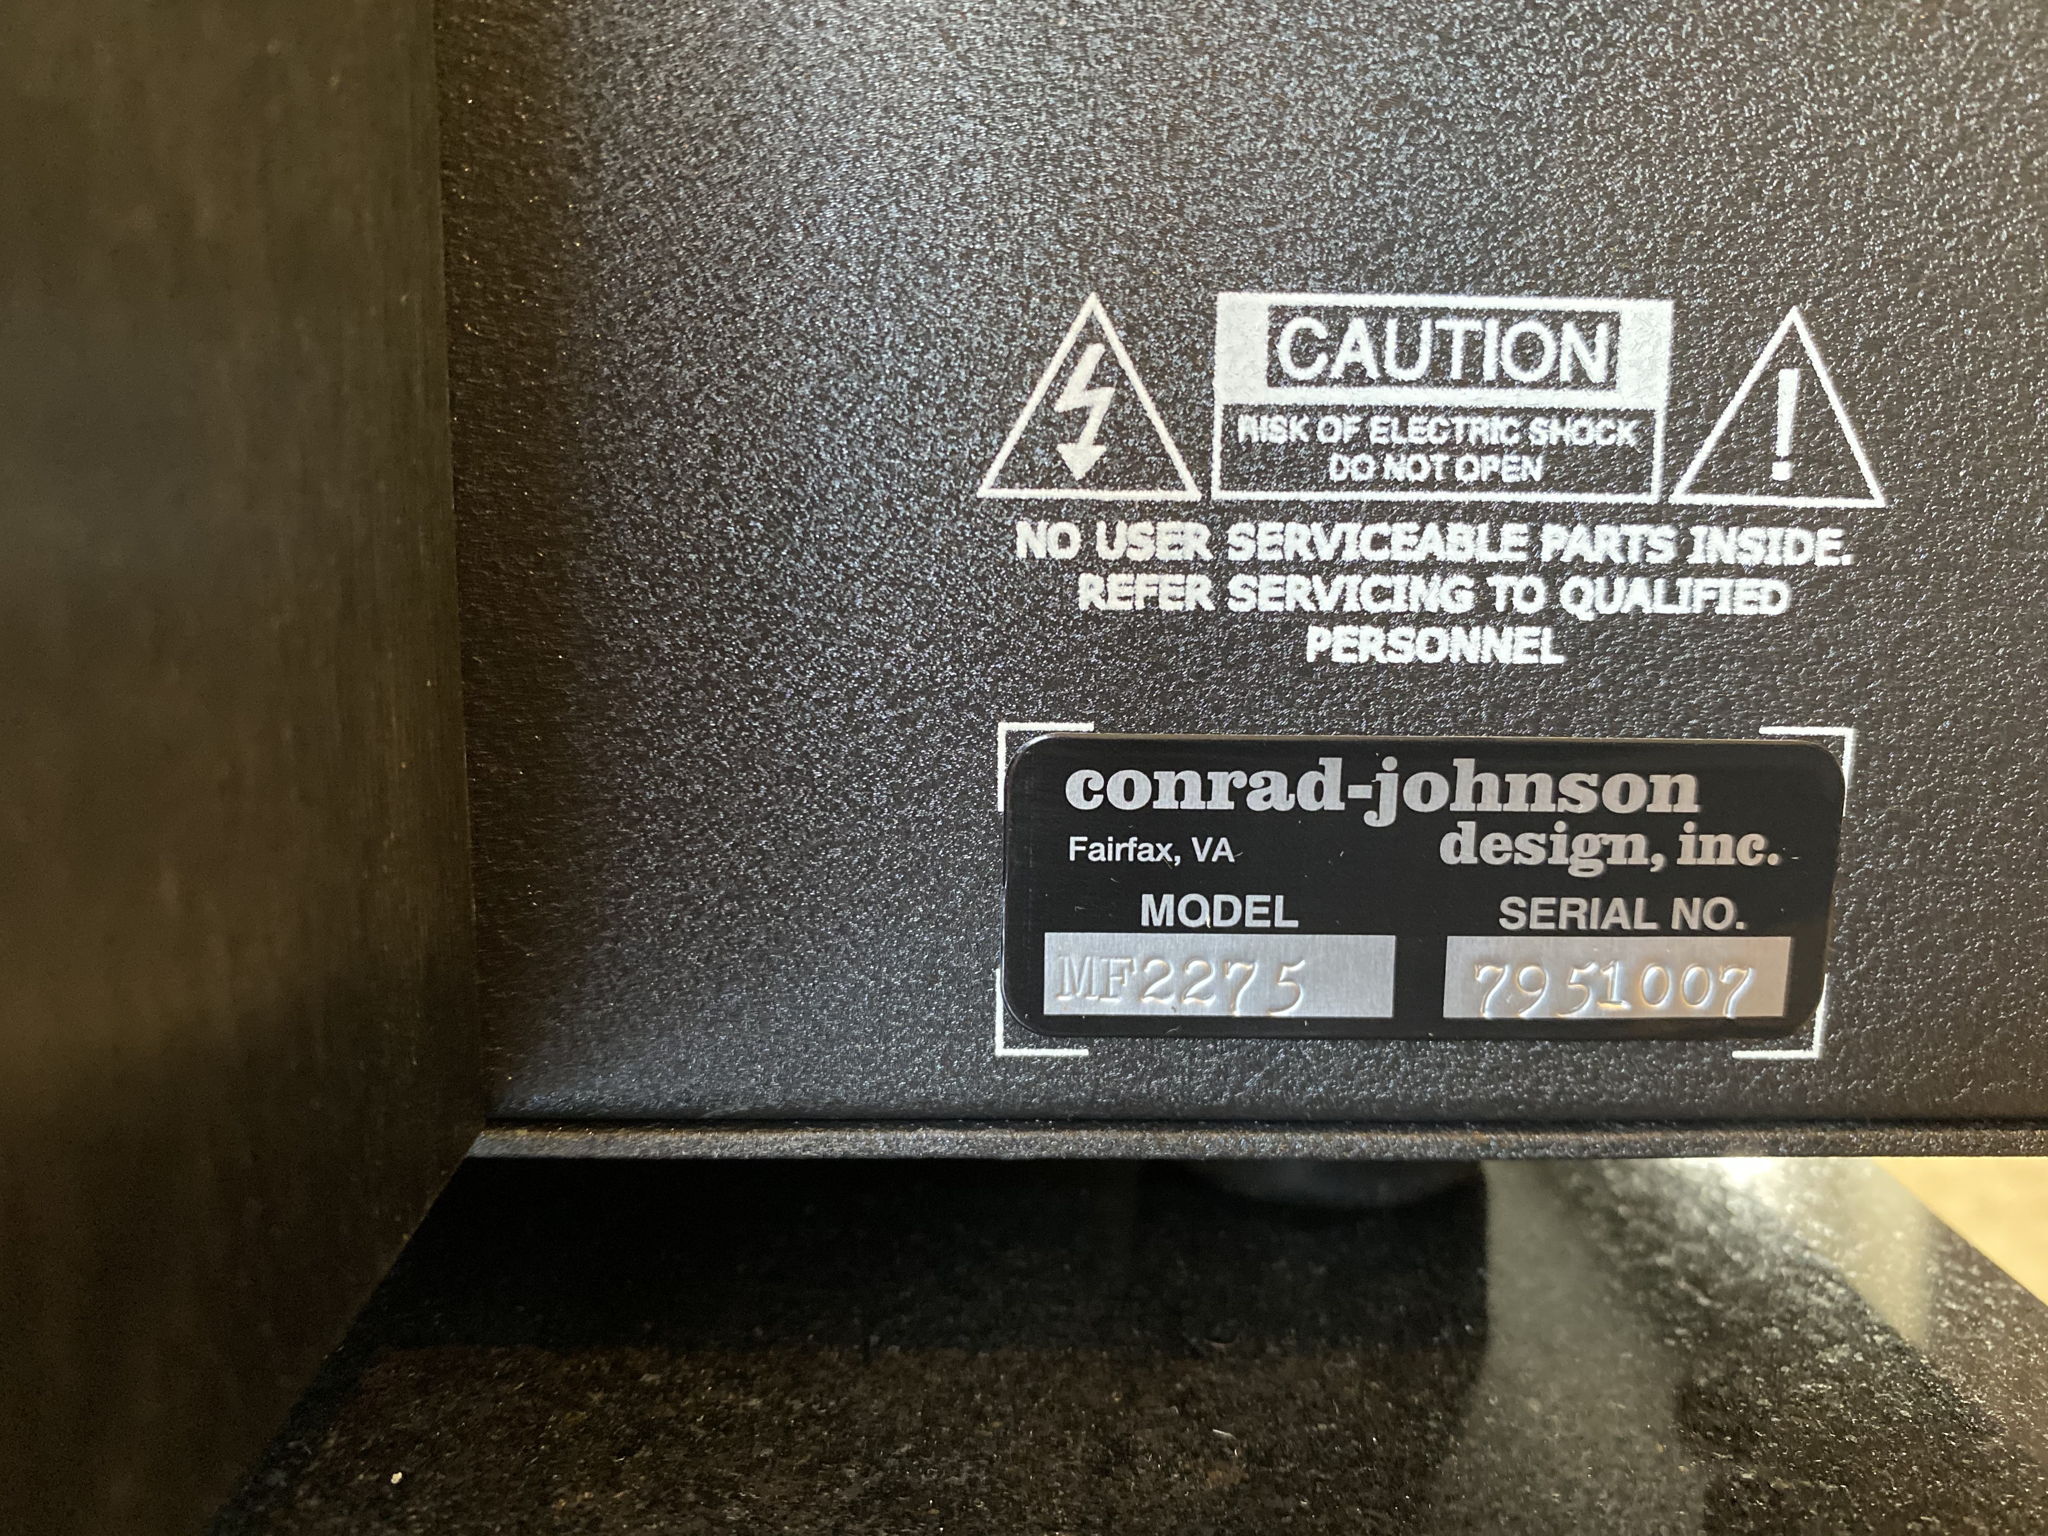 CAUTION
RISK OF ELECTRIC SHOCK
DO NOT OPEN
!
NO USER SERVICEABLE PARTS INSIDE.
REFER SERVICING TO QUALIFIED
PERSONNEL
conrad-johnson
Fairfax, VA design, inc.
MODEL SERIAL NO.
MF2275 7951007